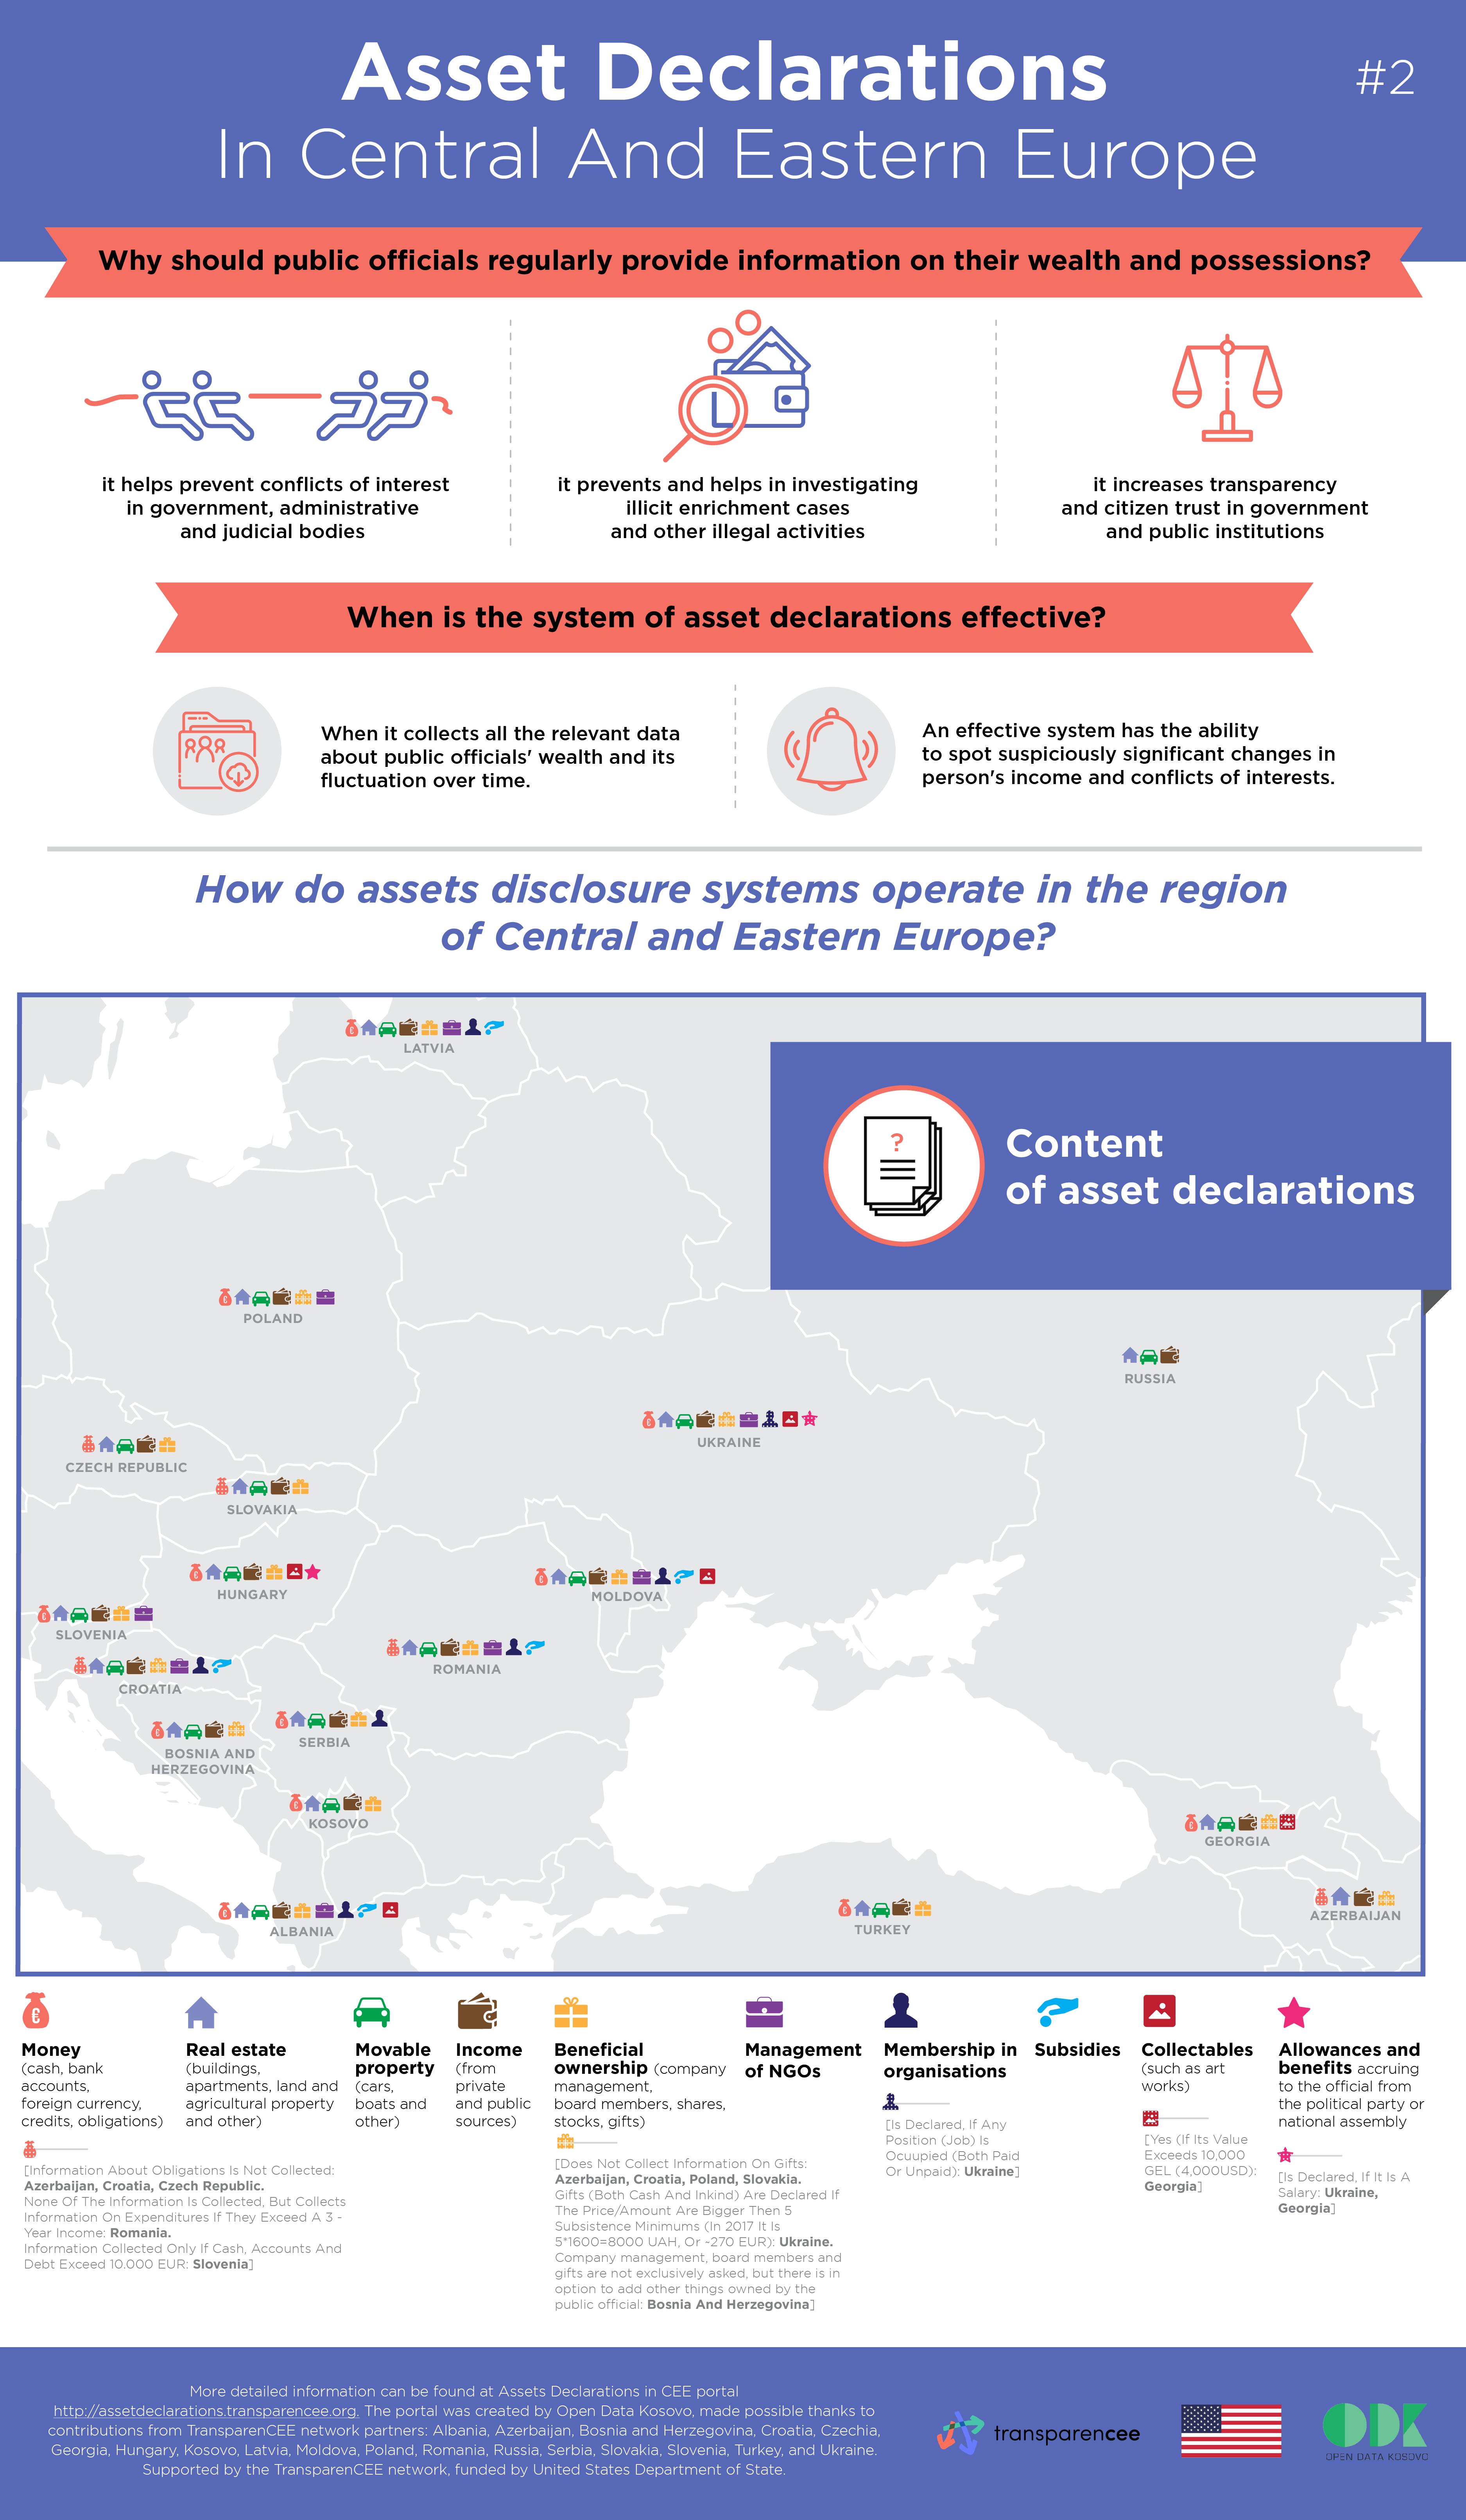 Asset Declarations
#2
In Central And Eastern Europe
Why should public officials regularly provide information on their wealth and possessions?
it helps prevent conflicts of interest
in government, administrative
and judicial bodies
it prevents and helps in investigating
illicit enrichment cases
and other illegal activities
it increases transparency
and citizen trust in government
and public institutions
When is the system of asset declarations effective?
When it collects all the relevant data
about public officials' wealth and its
fluctuation over time.
An effective system has the ability
to spot suspiciously significant changes in
person's income and conflicts of interests.
How do assets disclosure systems operate in the region
of Central and Eastern Europe?
LATVIA
?
Content
of asset declarations
POLAND
RUSSIA
UKRAINE
CZECH REPUBLIC
SLOVAKIA
HUNGARY
MOLDOVA
SLOVENIA
ROMANIA
CROATIA
SERBIA
BOSNIA AND
HERZEGOVINA
KOSOVO
GEORGIA
ALBANIA
TURKEY
AZERBAIJAN
€
Money
(cash, bank
accounts,
foreign currency,
credits, obligations)
[Information About Obligations Is Not Collected:
Azerbaijan, Croatia, Czech Republic.
None Of The Information Is Collected, But Collects
Information On Expenditures If They Exceed A 3 -
Year Income: Romania.
Information Collected Only If Cash, Accounts And
Debt Exceed 10.000 EUR: Slovenia]
Real estate
(buildings,
apartments, land and
agricultural property
and other)
Movable
property
(cars,
boats and
other)
Income
(from
private
and public
sources)
Beneficial
ownership (company
management,
board members, shares,
stocks, gifts)
[Does Not Collect Information On Gifts:
Azerbaijan, Croatia, Poland, Slovakia.
Gifts (Both Cash And Inkind) Are Declared If
The Price/Amount Are Bigger Then 5
Subsistence Minimums (In 2017 It Is
5*1600=8000 UAH, Or ~270 EUR): Ukraine.
Company management, board members and
gifts are not exclusively asked, but there is in
option to add other things owned by the
public official: Bosnia And Herzegovina]
Management
of NGOs
Membership in
organisations
[Is Declared, If Any
Position (Job) Is
Ocuupied (Both Paid
Or Unpaid): Ukraine]
Subsidies
Collectables
(such as art
works)
[Yes (If Its Value
Exceeds 10,000
GEL (4,000USD):
Georgia]
Allowances and
benefits accruing
to the official from
the political party or
national assembly
[Is Declared, If It Is A
Salary: Ukraine,
Georgia]
More detailed information can be found at Assets Declarations in CEE portal
http://assetdeclarations.transparencee.org. The portal was created by Open Data Kosovo, made possible thanks to
contributions from TransparenCEE network partners: Albania, Azerbaijan, Bosnia and Herzegovina, Croatia, Czechia,
Georgia, Hungary, Kosovo, Latvia, Moldova, Poland, Romania, Russia, Serbia, Slovakia, Slovenia, Turkey, and Ukraine.
Supported by the TransparenCEE network, funded by United States Department of State.
transparencee
ODK
OPEN DATA KOSOVO